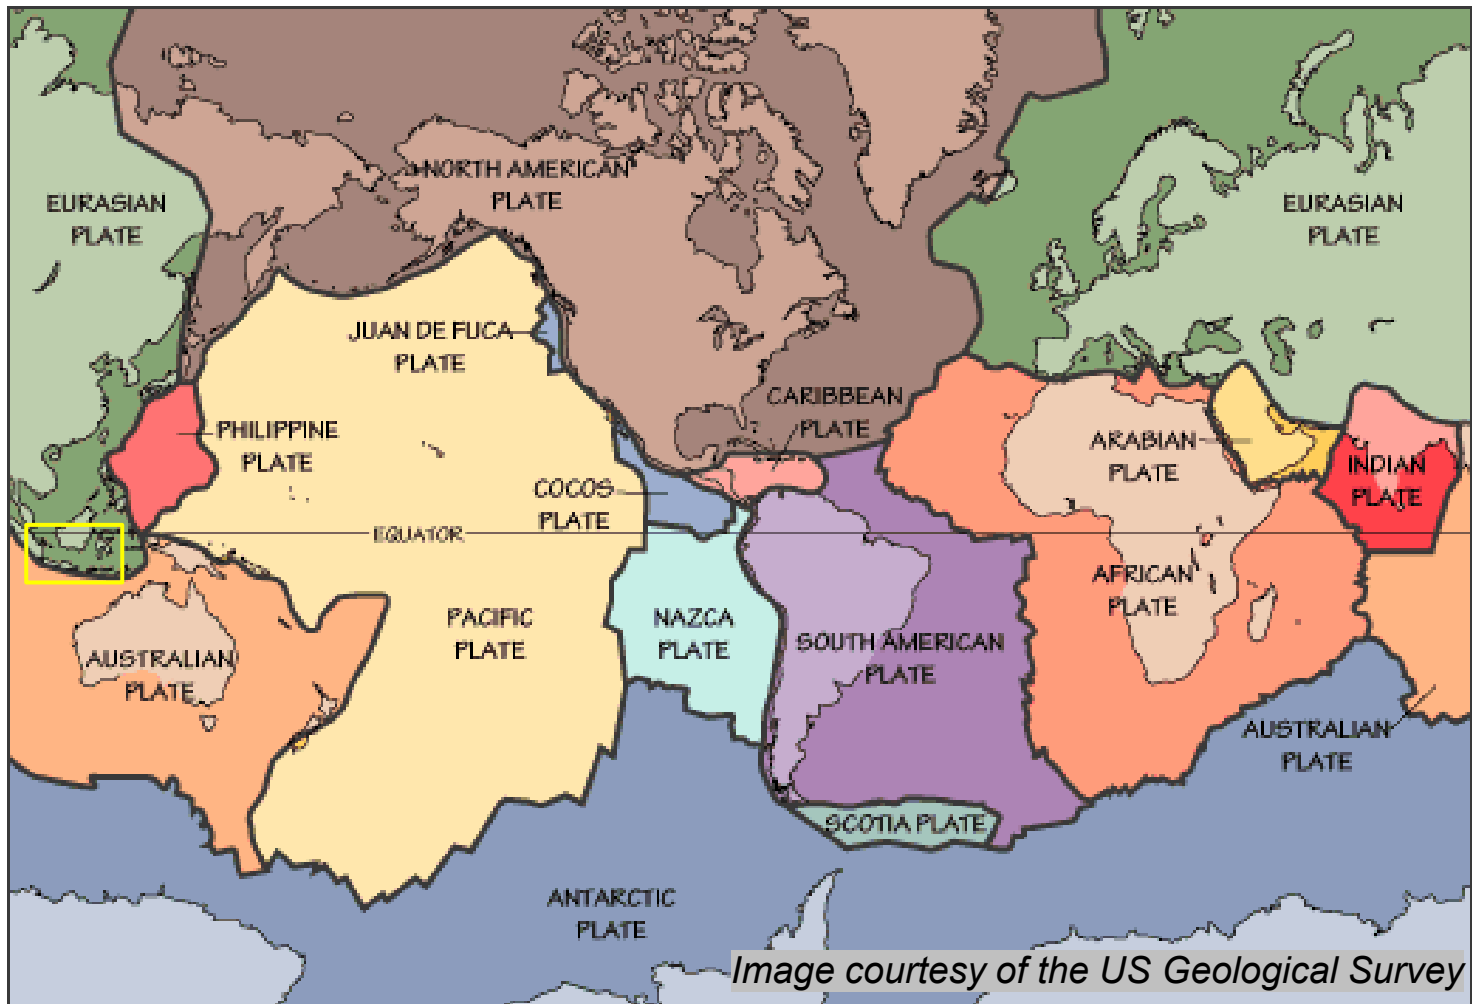 NORTH AMERICAN
PLATE
EURASIAN
PLATE
EURASIAN
PLATE
JUAN DE FUCA
PLATE
CARIBBEAN
PLATE
PHILIPPINE
PLATE
ARABIAN
PLATE
INDIAN
PLATE
COCOS
PLATE
EQUATOR
AFRICAN
PLATE
PACIFIC
PLATE
NAZCA
PLATE
SOUTH AMERICAN
PLATE
AUSTRALIAN
PLATE
AUSTRALIAN
PLATE
SCOTIA PLATE
ANTARCTIC
PLATE
Image courtesy of the US Geological Survey